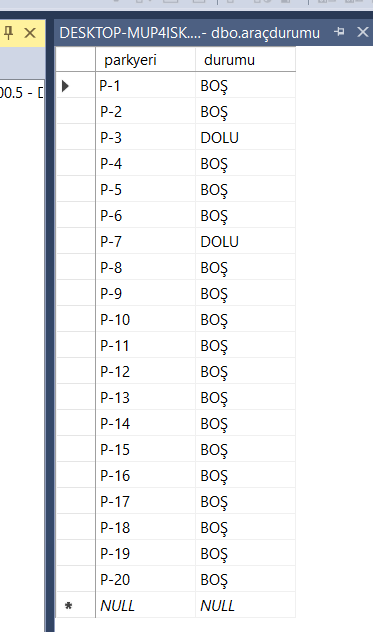 DESKTOP-MUP4ISK....- dbo.araçdurumu
parkyeri durumu
00.5 - D
P-1 BOŞ
P-2 BOŞ
P-3 DOLU
P-4 BOŞ
P-5 BOŞ
P-6 BOŞ
P-7 DOLU
P-8 BOŞ
P-9 BOŞ
P-10 BOŞ
P-11 BOŞ
P-12 BOŞ
P-13 BOŞ
P-14 BOŞ
P-15 BOŞ
P-16 BOŞ
P-17 BOŞ
P-18 BOŞ
P-19 BOŞ
P-20 BOŞ
NULL NULL